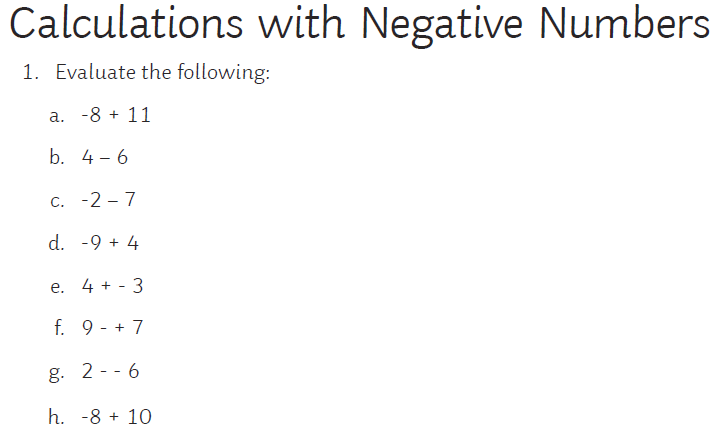 Calculations with Negative Numbers
1. Evaluate the following:
a. -8 + 11
b. 4 – 6
c. -2 – 7
d. -9 + 4
e. 4 + - 3
f. 9 - + 7
g. 2 - - 6
h. -8 + 10